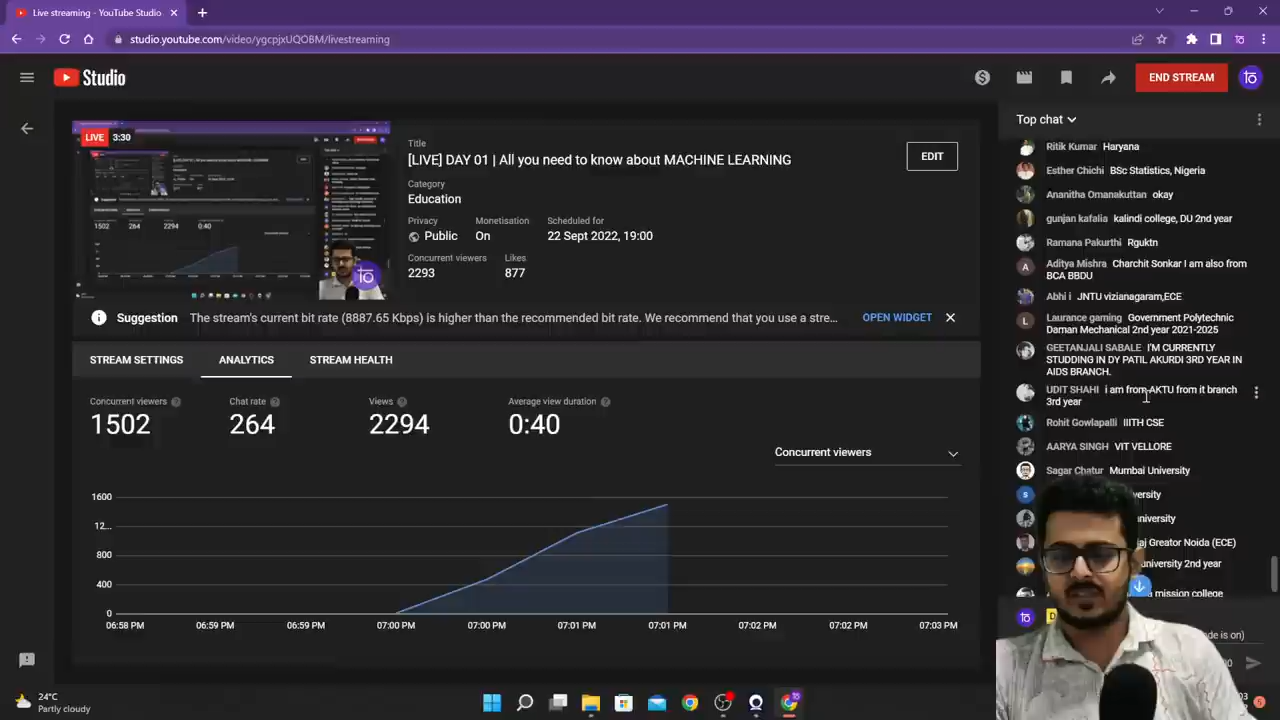 Live streaming - YouTube Studio
studio.youtube.com/video/ygcpjxUQOBM/livestreaming
Studio
END STREAM
LIVE 3:30
Title
[LIVE] DAY 01 | All you need to know about MACHINE LEARNING
EDIT
Category
Education
Privacy Monetisation Scheduled for
Public On 22 Sept 2022, 19:00
Concurrent viewers Likes
2293 877
Suggestion The stream's current bit rate (8887.65 Kbps) is higher than the recommended bit rate. We recommend that you use a stre... OPEN WIDGET
STREAM SETTINGS ANALYTICS STREAM HEALTH
Concurrent viewers Chat rate Views Average view duration
1502 264 2294 0:40
Concurrent viewers
1600
12...
800
400
0
06:58 PM 06:59 PM 06:59 PM 07:00 PM 07:00 PM 07:01 PM 07:01 PM 07:02 PM 07:02 PM 07:03 PM
Top chat
Ritik Kumar Haryana
Esther Chichi BSc Statistics, Nigeria
Ananitha Omanakuttan okay
gunjan kafalia kalindi college, DU 2nd year
Ramana Pakurthi Rguktn
Aditya Mishra Charchit Sonkar I am also from
BCA BBDU
Abhi i JNTU vizianagaram,ECE
Laurance gaming Government Polytechnic
Daman Mechanical 2nd year 2021-2025
GEETANJALI SABALE I'M CURRENTLY
STUDDING IN DY PATIL AKURDI 3RD YEAR IN
AIDS BRANCH.
UDIT SHAHI i am from AKTU from it branch
3rd year
Rohit Gowlapalli IIITH CSE
AARYA SINGH VIT VELLORE
Sagar Chatur Mumbai University
Greator Noida (ECE)
university 2nd year
mission college
24°C
Partly cloudy